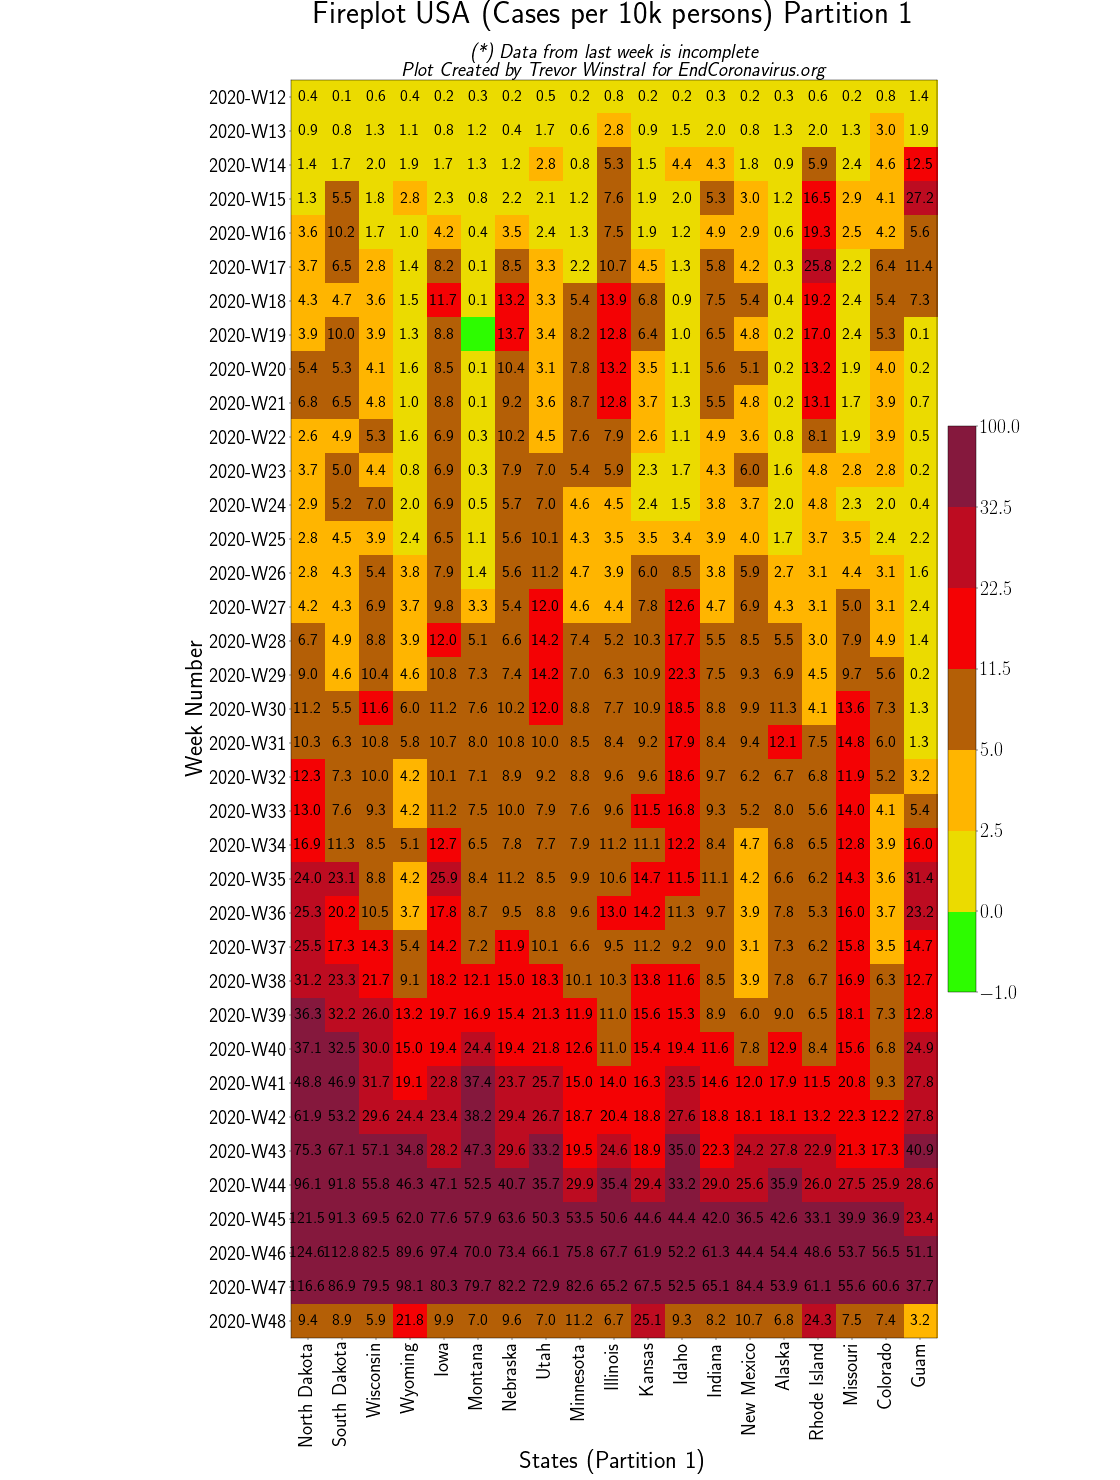 Fireplot USA (Cases per 10k persons) Partition 1
(*) Data from last week is incomplete
Plot Created by Trevor Winstral for EndCoronavirus.org
2020-W12 0.4 0.1 0.6 0.4 0.2 0.3 0.2 0.5 0.2 0.8 0.2 0.2 0.3 0.2 0.3 0.6 0.2 0.8 1.4
2020-W13 0.9 0.8 1.3 1.1 0.8 1.2 0.4 1.7 0.6 2.8 0.9 1.5 2.0 0.8 1.3 2.0 1.3 3.0 1.9
2020-W14 1.4 1.7 2.0 1.9 1.7 1.3 1.2 2.8 0.8 5.3 1.5 4.4 4.3 1.8 0.9 5.9 2.4 4.6 12.5
2020-W15 1.3 5.5 1.8 2.8 2.3 0.8 2.2 2.1 1.2 7.6 1.9 2.0 5.3 3.0 1.2 16.5 2.9 4.1 27.2
2020-W16 3.6 10.2 1.7 1.0 4.2 0.4 3.5 2.4 1.3 7.5 1.9 1.2 4.9 2.9 0.6 19.3 2.5 4.2 5.6
2020-W17 3.7 6.5 2.8 1.4 8.2 0.1 8.5 3.3 2.2 10.7 4.5 1.3 5.8 4.2 0.3 25.8 2.2 6.4 11.4
2020-W18 4.3 4.7 3.6 1.5 11.7 0.1 13.2 3.3 5.4 13.9 6.8 0.9 7.5 5.4 0.4 19.2 2.4 5.4 7.3
2020-W19 3.9 10.0 3.9 1.3 8.8 13.7 3.4 8.2 12.8 6.4 1.0 6.5 4.8 0.2 17.0 2.4 5.3 0.1
2020-W20 5.4 5.3 4.1 1.6 8.5 0.1 10.4 3.1 7.8 13.2 3.5 1.1 5.6 5.1 0.2 13.2 1.9 4.0 0.2
2020-W21 6.8 6.5 4.8 1.0 8.8 0.1 9.2 3.6 8.7 12.8 3.7 1.3 5.5 4.8 0.2 13.1 1.7 3.9 0.7
2020-W22 2.6 4.9 5.3 1.6 6.9 0.3 10.2 4.5 7.6 7.9 2.6 1.1 4.9 3.6 0.8 8.1 1.9 3.9 0.5
2020-W23 3.7 5.0 4.4 0.8 6.9 0.3 7.9 7.0 5.4 5.9 2.3 1.7 4.3 6.0 1.6 4.8 2.8 2.8 0.2
2020-W24 2.9 5.2 7.0 2.0 6.9 0.5 5.7 7.0 4.6 4.5 2.4 1.5 3.8 3.7 2.0 4.8 2.3 2.0 0.4
2020-W25 2.8 4.5 3.9 2.4 6.5 1.1 5.6 10.1 4.3 3.5 3.5 3.4 3.9 4.0 1.7 3.7 3.5 2.4 2.2
2020-W26 2.8 4.3 5.4 3.8 7.9 1.4 5.6 11.2 4.7 3.9 6.0 8.5 3.8 5.9 2.7 3.1 4.4 3.1 1.6
2020-W27 4.2 4.3 6.9 3.7 9.8 3.3 5.4 12.0 4.6 4.4 7.8 12.6 4.7 6.9 4.3 3.1 5.0 3.1 2.4
2020-W28 6.7 4.9 8.8 3.9 12.0 5.1 6.6 14.2 7.4 5.2 10.3 17.7 5.5 8.5 5.5 3.0 7.9 4.9 1.4
2020-W29 9.0 4.6 10.4 4.6 10.8 7.3 7.4 14.2 7.0 6.3 10.9 22.3 7.5 9.3 6.9 4.5 9.7 5.6 0.2
2020-W30 11.2 5.5 11.6 6.0 11.2 7.6 10.2 12.0 8.8 7.7 10.9 18.5 8.8 9.9 11.3 4.1 13.6 7.3 1.3
2020-W31 10.3 6.3 10.8 5.8 10.7 8.0 10.8 10.0 8.5 8.4 9.2 17.9 8.4 9.4 12.1 7.5 14.8 6.0 1.3
2020-W32 12.3 7.3 10.0 4.2 10.1 7.1 8.9 9.2 8.8 9.6 9.6 18.6 9.7 6.2 6.7 6.8 11.9 5.2 3.2
2020-W33 13.0 7.6 9.3 4.2 11.2 7.5 10.0 7.9 7.6 9.6 11.5 16.8 9.3 5.2 8.0 5.6 14.0 4.1 5.4
2020-W34 16.9 11.3 8.5 5.1 12.7 6.5 7.8 7.7 7.9 11.2 11.1 12.2 8.4 4.7 6.8 6.5 12.8 3.9 16.0
2020-W35 24.0 23.1 8.8 4.2 25.9 8.4 11.2 8.5 9.9 10.6 14.7 11.5 11.1 4.2 6.6 6.2 14.3 3.6 31.4
2020-W36 25.3 20.2 10.5 3.7 17.8 8.7 9.5 8.8 9.6 13.0 14.2 11.3 9.7 3.9 7.8 5.3 16.0 3.7 23.2
2020-W37 25.5 17.3 14.3 5.4 14.2 7.2 11.9 10.1 6.6 9.5 11.2 9.2 9.0 3.1 7.3 6.2 15.8 3.5 14.7
2020-W38 31.2 23.3 21.7 9.1 18.2 12.1 15.0 18.3 10.1 10.3 13.8 11.6 8.5 3.9 7.8 6.7 16.9 6.3 12.7
2020-W39 36.3 32.2 26.0 13.2 19.7 16.9 15.4 21.3 11.9 11.0 15.6 15.3 8.9 6.0 9.0 6.5 18.1 7.3 12.8
2020-W40 37.1 32.5 30.0 15.0 19.4 24.4 19.4 21.8 12.6 11.0 15.4 19.4 11.6 7.8 12.9 8.4 15.6 6.8 24.9
2020-W41 48.8 46.9 31.7 19.1 22.8 37.4 23.7 25.7 15.0 14.0 16.3 23.5 14.6 12.0 17.9 11.5 20.8 9.3 27.8
2020-W42 61.9 53.2 29.6 24.4 23.4 38.2 29.4 26.7 18.7 20.4 18.8 27.6 18.8 18.1 18.1 13.2 22.3 12.2 27.8
2020-W43 75.3 67.1 57.1 34.8 28.2 47.3 29.6 33.2 19.5 24.6 18.9 35.0 22.3 24.2 27.8 22.9 21.3 17.3 40.9
2020-W44 96.1 91.8 55.8 46.3 47.1 52.5 40.7 35.7 29.9 35.4 29.4 33.2 29.0 25.6 35.9 26.0 27.5 25.9 28.6
2020-W45 121.5 91.3 69.5 62.0 77.6 57.9 63.6 50.3 53.5 50.6 44.6 44.4 42.0 36.5 42.6 33.1 39.9 36.9 23.4
2020-W46 124.6 112.8 82.5 89.6 97.4 70.0 73.4 66.1 75.8 67.7 61.9 52.2 61.3 44.4 54.4 48.6 53.7 56.5 51.1
2020-W47 116.6 86.9 79.5 98.1 80.3 79.7 82.2 72.9 82.6 65.2 67.5 52.5 65.1 84.4 53.9 61.1 55.6 60.6 37.7
2020-W48 9.4 8.9 5.9 21.8 9.9 7.0 9.6 7.0 11.2 6.7 25.1 9.3 8.2 10.7 6.8 24.3 7.5 7.4 3.2
Week Number
North Dakota
South Dakota
Wisconsin
Wyoming
Iowa
Montana
Nebraska
Utah
Minnesota
Illinois
Kansas
Idaho
Indiana
New Mexico
Alaska
Rhode Island
Missouri
Colorado
Guam
States (Partition 1)
100.0
32.5
22.5
11.5
5.0
2.5
0.0
−1.0